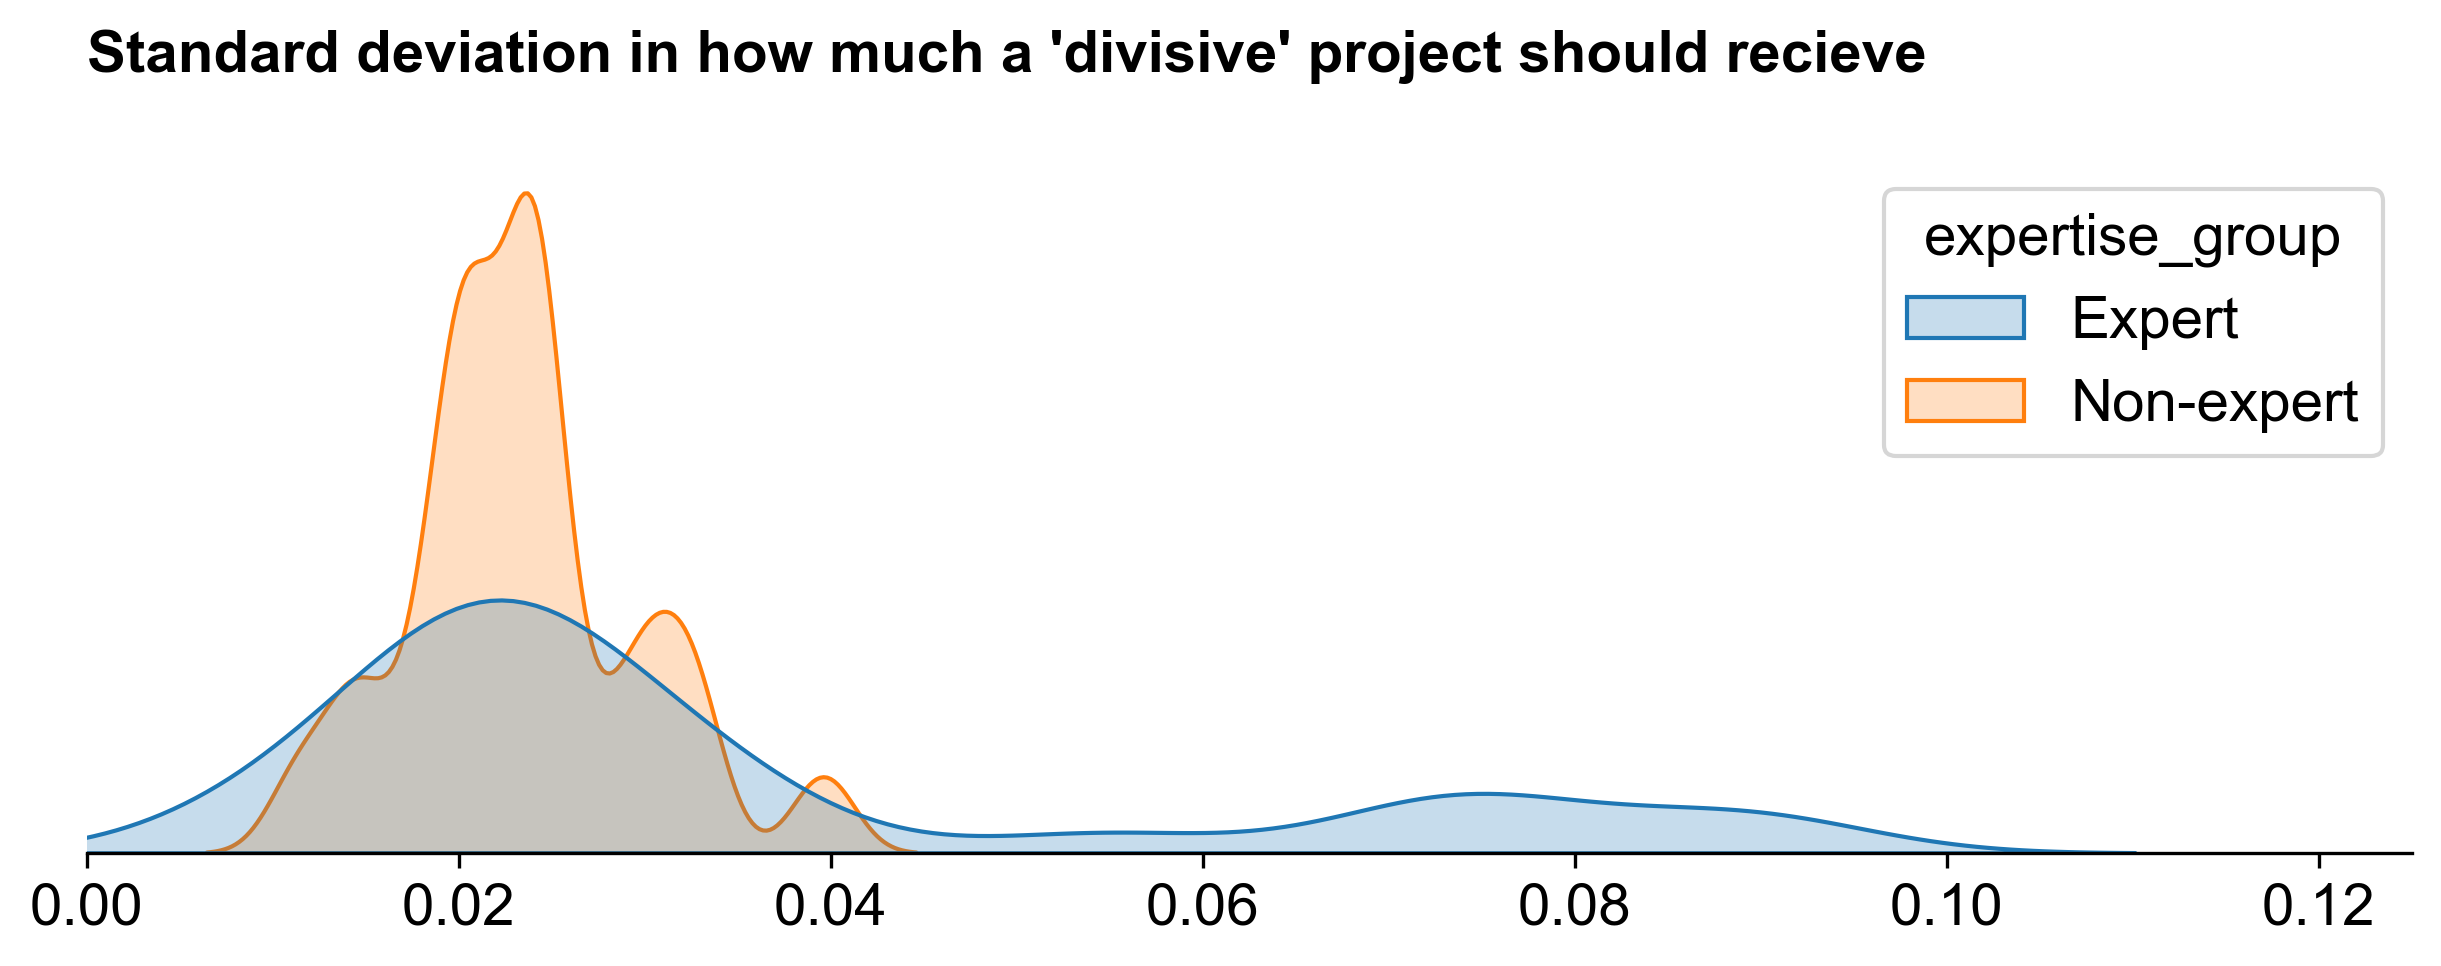 Standard deviation in how much a 'divisive' project should recieve
expertise_group
Expert
Non-expert
0.00 0.02 0.04 0.06 0.08 0.10 0.12